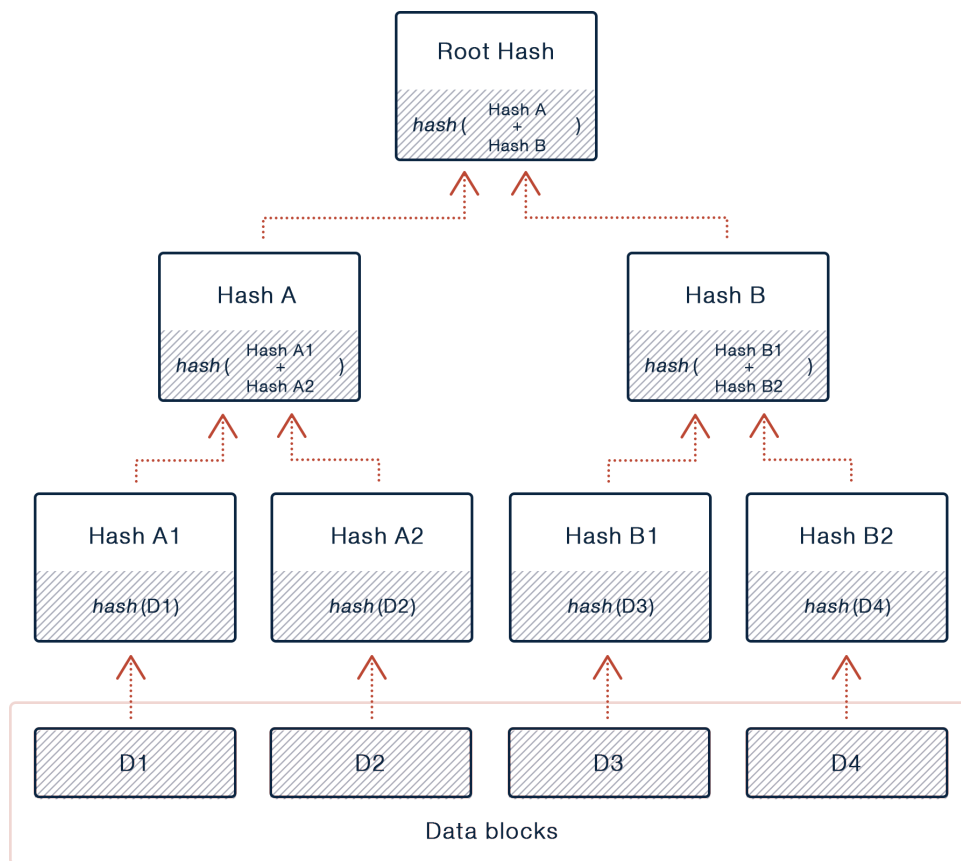 Root Hash
hash( Hash A + Hash B )
Hash A
Hash B
hash( Hash A1 + Hash A2 )
hash( Hash B1 + Hash B2 )
Hash A1
Hash A2
Hash B1
Hash B2
hash(D1)
hash(D2)
hash(D3)
hash(D4)
D1
D2
D3
D4
Data blocks